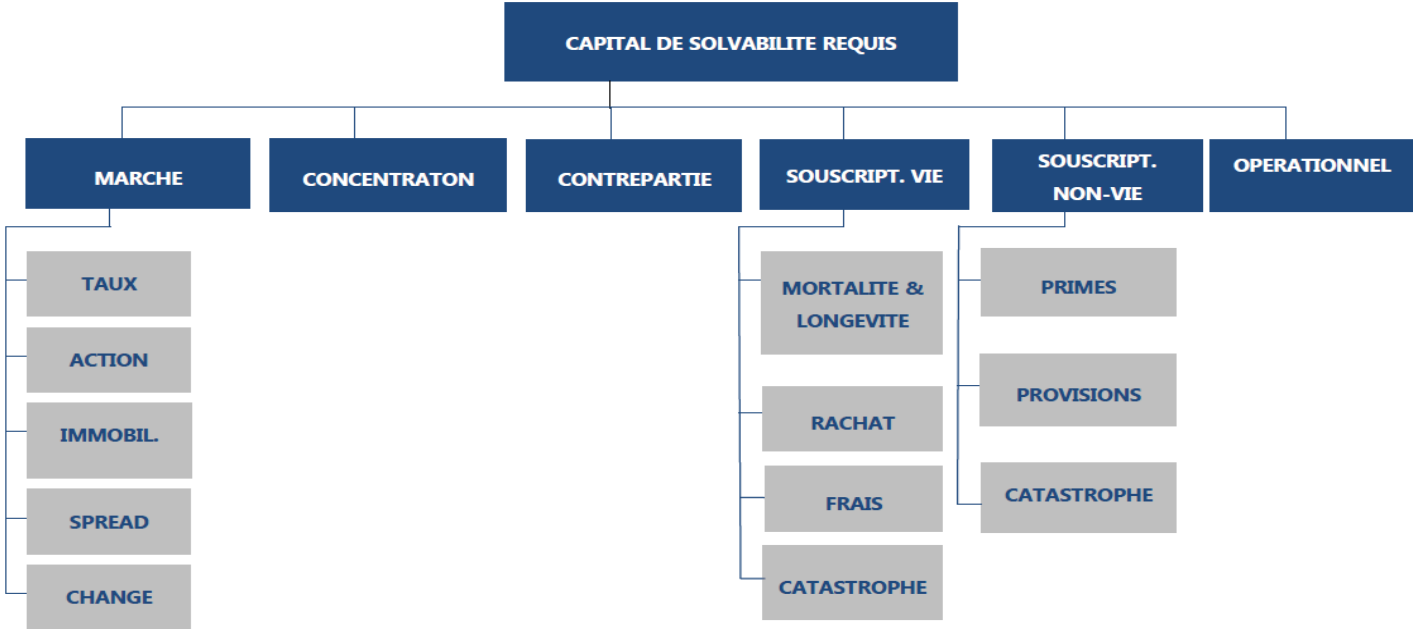 CAPITAL DE SOLVABILITE REQUIS
MARCHE
CONCENTRATON
CONTREPARTIE
SOUSCRIPT. VIE
SOUSCRIPT.
NON-VIE
OPERATIONNEL
TAUX
ACTION
IMMOBIL.
SPREAD
CHANGE
MORTALITE &
LONGEVITE
RACHAT
FRAIS
CATASTROPHE
PRIMES
PROVISIONS
CATASTROPHE